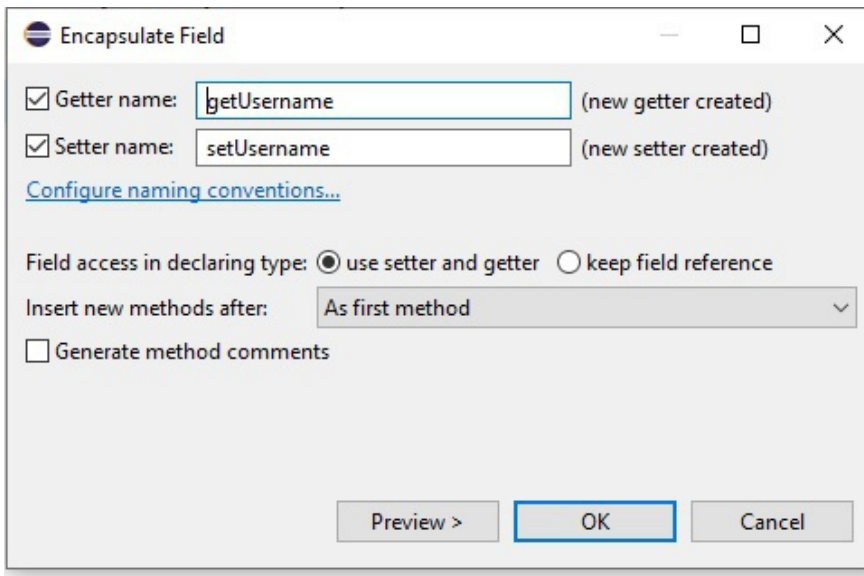 Encapsulate Field
Getter name: getUsername (new getter created)
Setter name: setUsername (new setter created)
Configure naming conventions...
Field access in declaring type: use setter and getter keep field reference
Insert new methods after: As first method
Generate method comments
Preview > OK Cancel